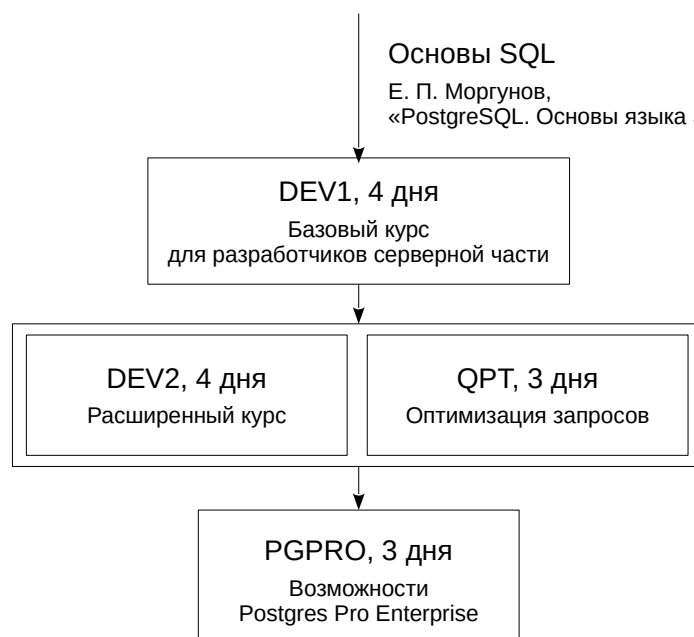 Основы SQL
Е. П. Моргунов,
«PostgreSQL. Основы языка
DEV1, 4 дня
Базовый курс
для разработчиков серверной части
DEV2, 4 дня
Расширенный курс
QPT, 3 дня
Оптимизация запросов
PGPRO, 3 дня
Возможности
Postgres Pro Enterprise